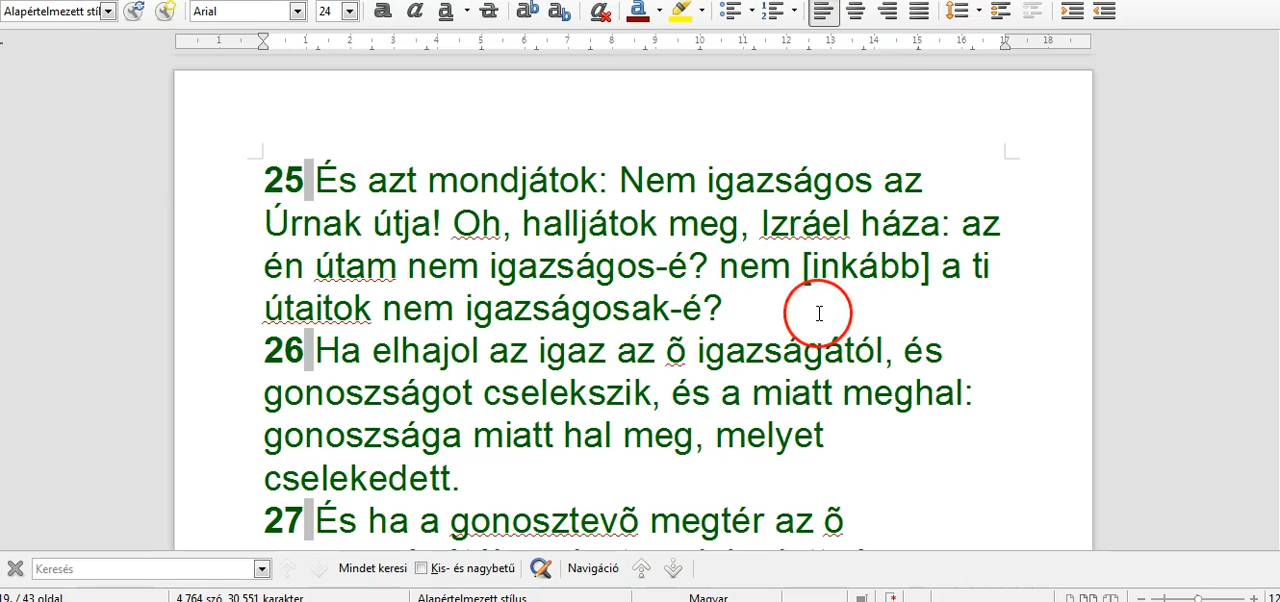 Alapértelmezett stíl Arial 24
1 1 2 3 4 5 6 7 8 9 10 11 12 13 14 15 16 17 18
25 És azt mondjátok: Nem igazságos az
Úrnak útja! Oh, halljátok meg, Izráel háza: az
én útam nem igazságos-é? nem [inkább] a ti
útaitok nem igazságosak-é?
26 Ha elhajol az igaz az õ igazságától, és
gonoszságot cselekszik, és a miatt meghal:
gonoszsága miatt hal meg, melyet
cselekedett.
27 És ha a gonosztevõ megtér az õ
Keresés Mindet keresi Kis- és nagybetű Navigáció
19. / 43 oldal 4 764 szó, 30 551 karakter Alapértelmezett stílus Magyar